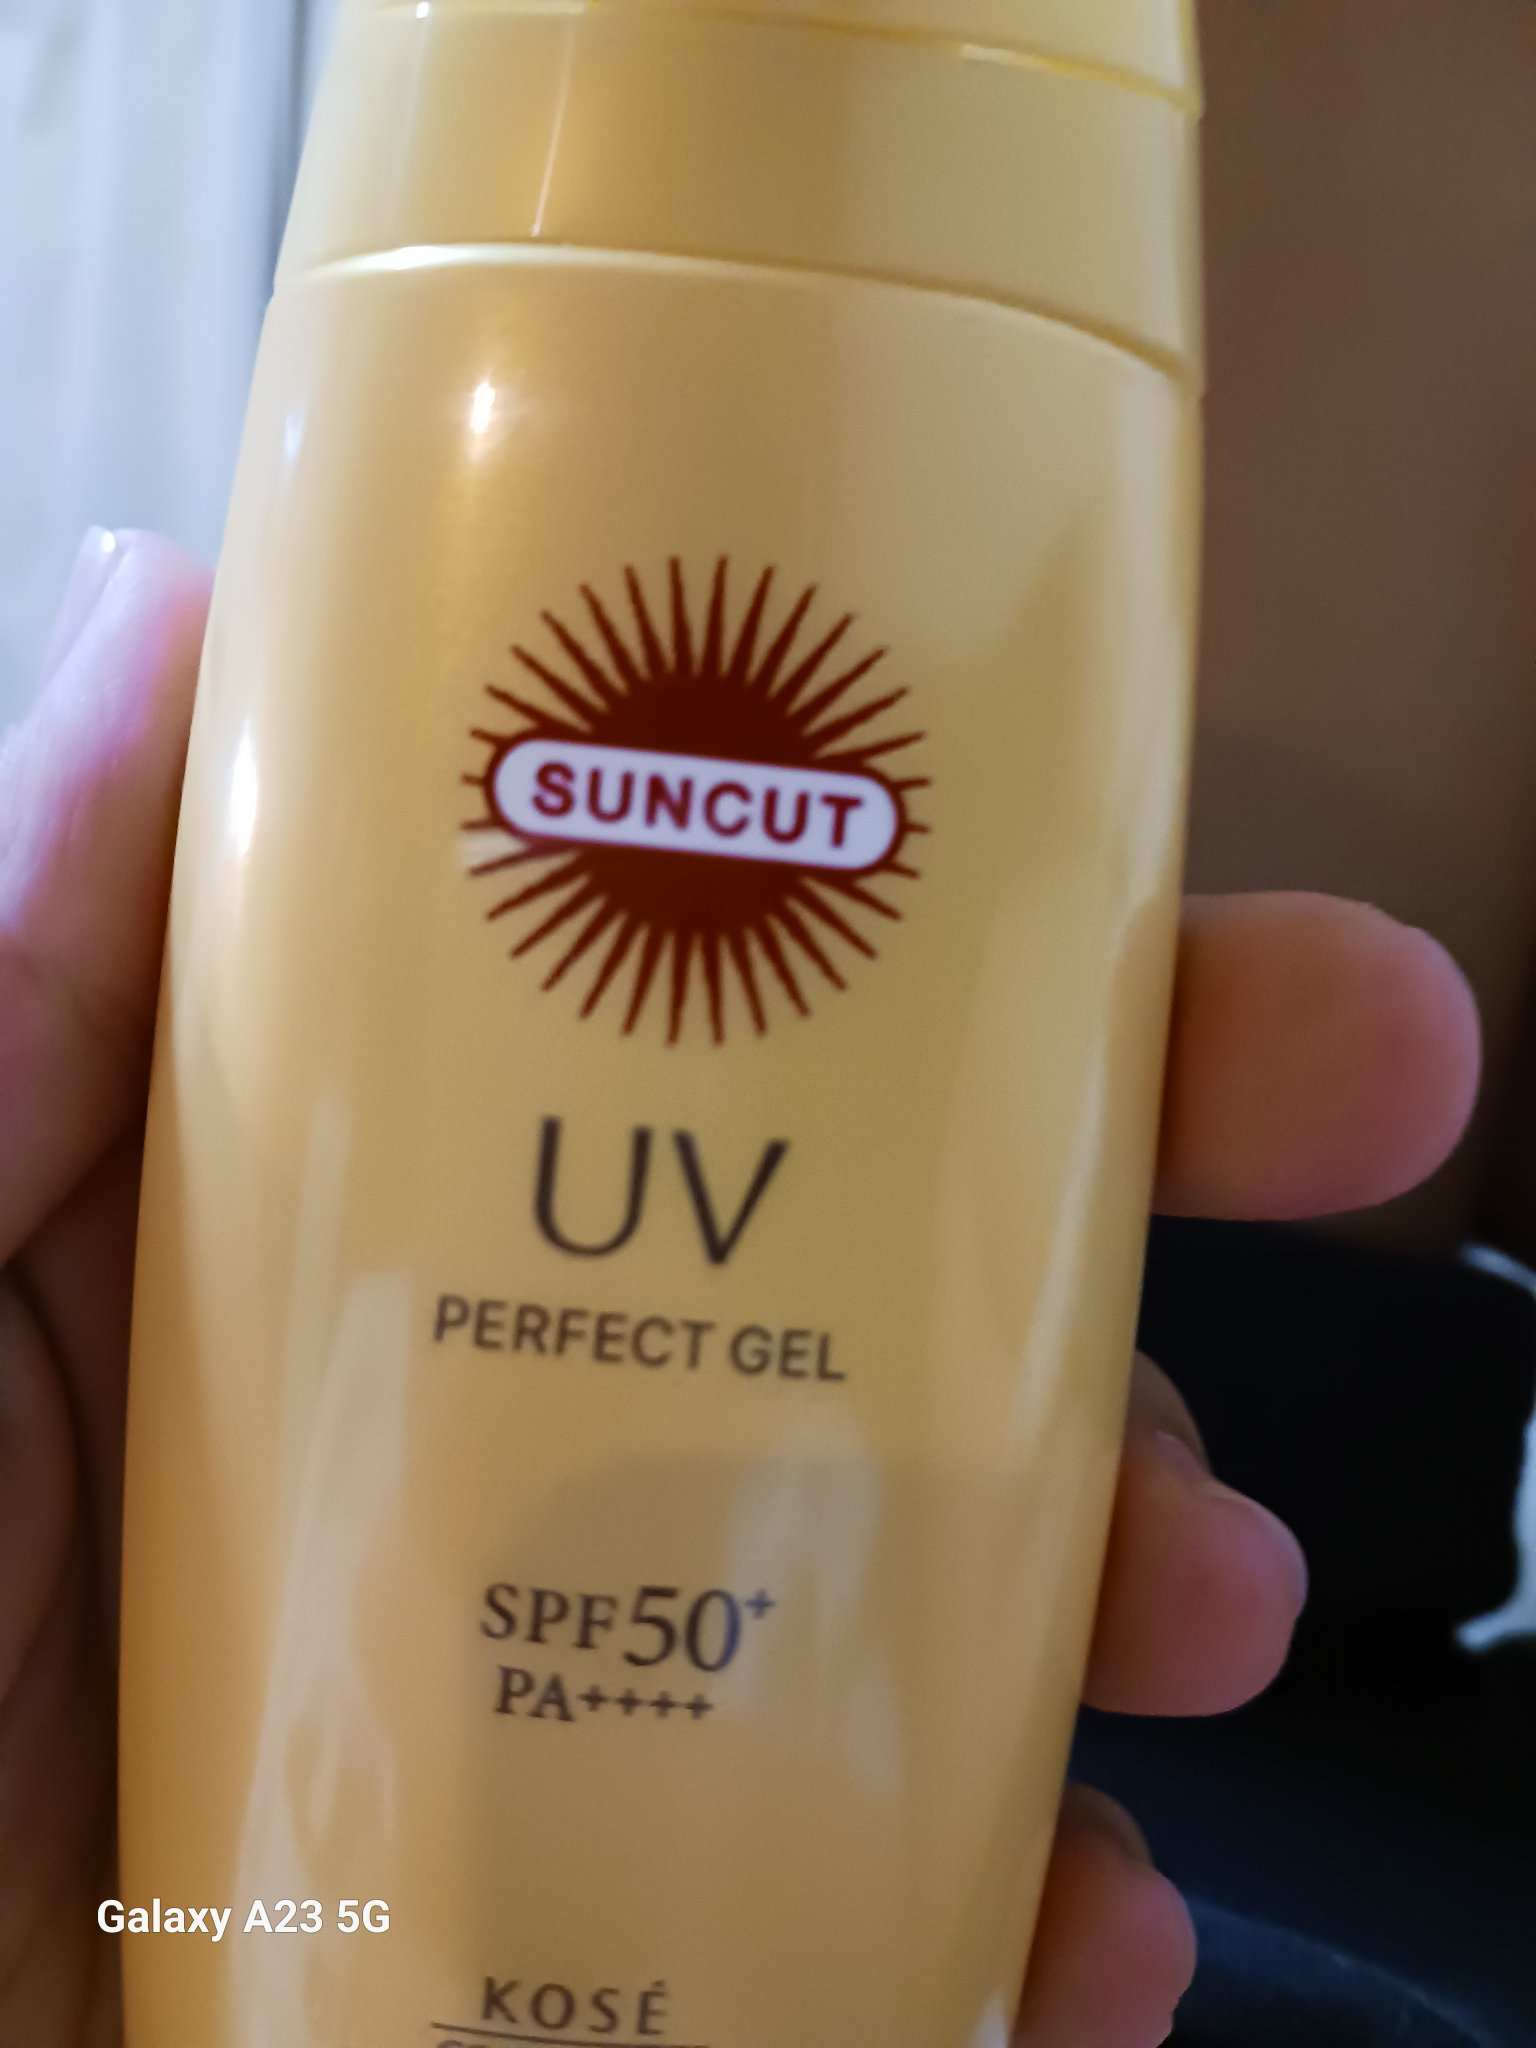 SUNCUT
UV
PERFECT GEL
SPF50+
PA++++
KOSÉ
Galaxy A23 5G